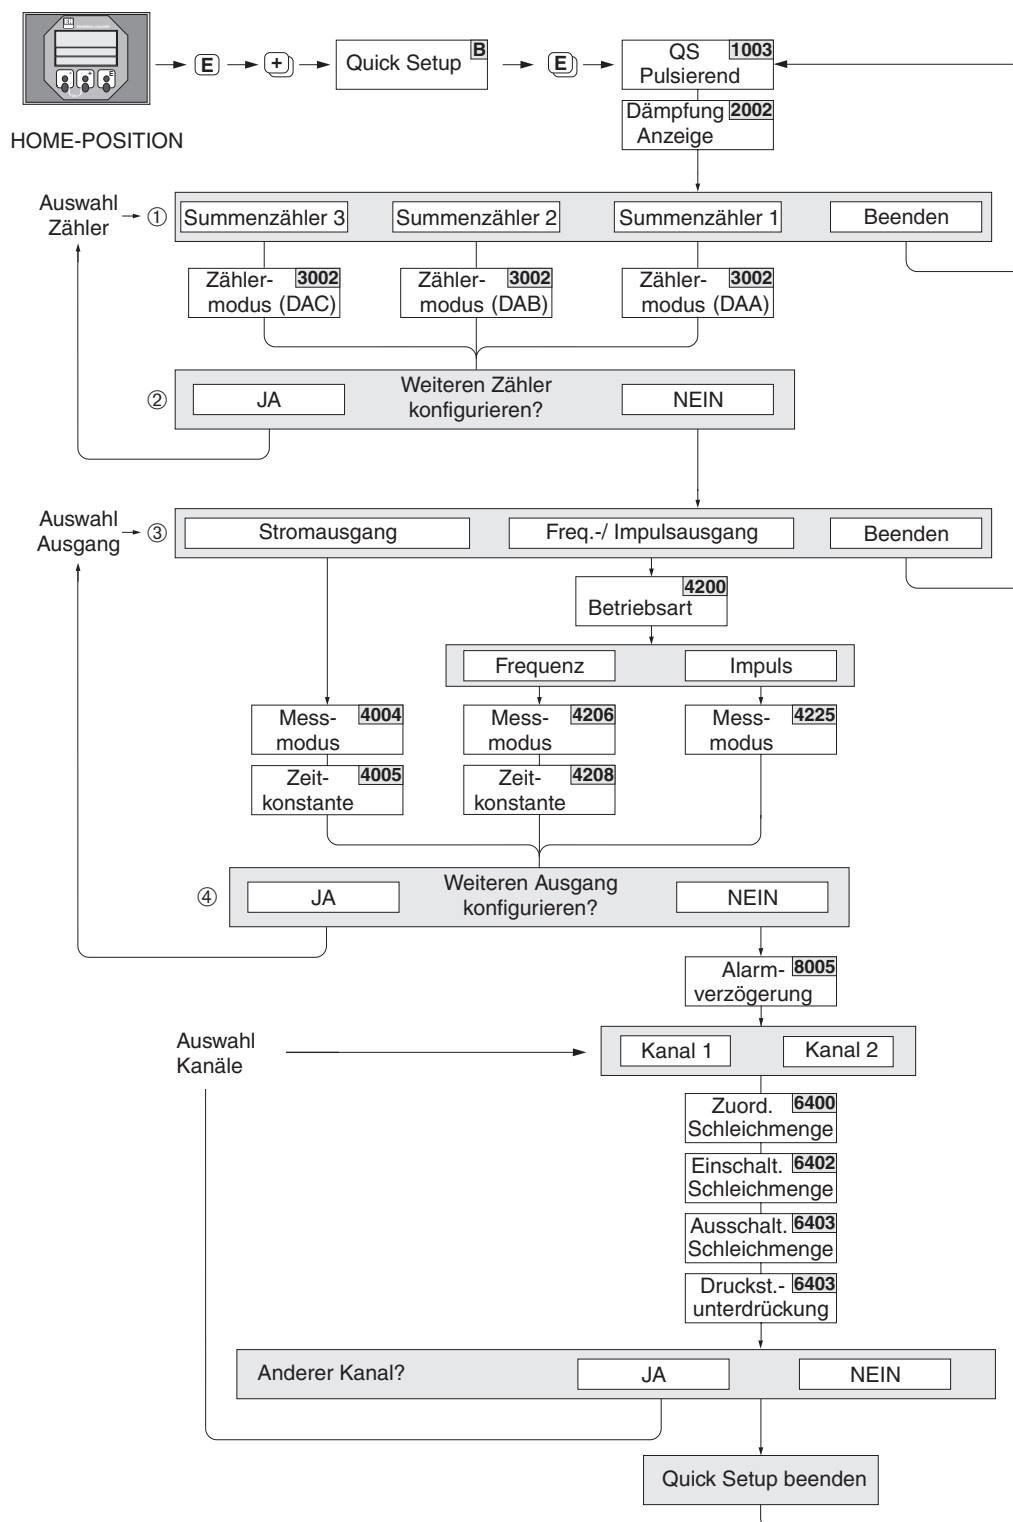 E
+
Quick Setup B
E
QS 1003
Pulsierend
HOME-POSITION
Dämpfung 2002
Anzeige
Auswahl
Zähler
①
Summenzähler 3
Summenzähler 2
Summenzähler 1
Beenden
Zähler- 3002
modus (DAC)
Zähler- 3002
modus (DAB)
Zähler- 3002
modus (DAA)
②
JA
Weiteren Zähler
konfigurieren?
NEIN
Auswahl
Ausgang
③
Stromausgang
Freq.-/ Impulsausgang
Beenden
4200
Betriebsart
Frequenz
Impuls
Mess- 4004
modus
Mess- 4206
modus
Mess- 4225
modus
Zeit- 4005
konstante
Zeit- 4208
konstante
④
JA
Weiteren Ausgang
konfigurieren?
NEIN
Alarm- 8005
verzögerung
Auswahl
Kanäle
Kanal 1
Kanal 2
Zuord. 6400
Schleichmenge
Einschalt. 6402
Schleichmenge
Ausschalt. 6403
Schleichmenge
Druckst.- 6403
unterdrückung
Anderer Kanal?
JA
NEIN
Quick Setup beenden